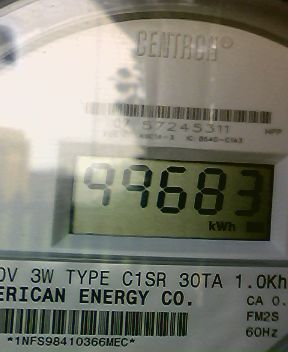 CENTRON®
57245311
99683
kWh
0V 3W TYPE C1SR 30TA 1.0Kh
ERICAN ENERGY CO.
CA 0.
FM2S
60Hz
*1NFS98410366MEC*